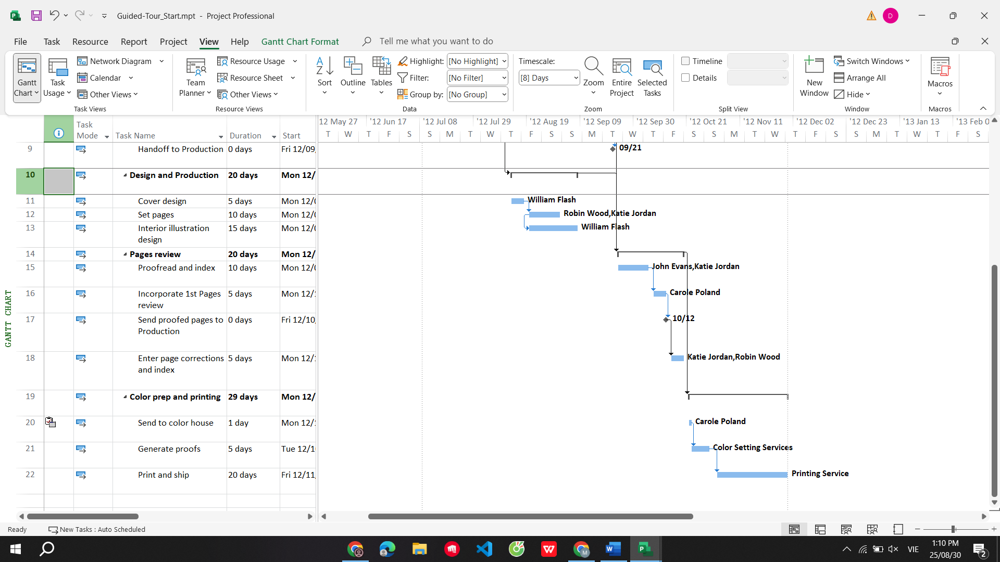 Guided-Tour_Start.mpt - Project Professional
D
File Task Resource Report Project View Help Gantt Chart Format Tell me what you want to do
Gantt Chart
Task Usage
Network Diagram
Calendar
Other Views
Task Views
Team Planner
Resource Usage
Resource Sheet
Other Views
Resource Views
Sort
Outline
Tables
Highlight: [No Highlight]
Filter: [No Filter]
Group by: [No Group]
Data
Timescale:
[8] Days
Zoom
Entire Project
Selected Tasks
Zoom
Timeline
Details
Split View
New Window
Switch Windows
Arrange All
Hide
Window
Macros
Macros
Task Mode Task Name Duration Start
12 May 27 '12 Jun 17 '12 Jul 08 '12 Jul 29 '12 Aug 19 '12 Sep 09 '12 Sep 30 '12 Oct 21 '12 Nov 11 '12 Dec 02 '12 Dec 23 '13 Jan 13 '13 Feb 0
T W T F S S M T W T F S S M T W T F S S M T W T F S S M T W T F S
9 Handoff to Production 0 days Fri 12/09, 09/21
10 Design and Production 20 days Mon 12/
11 Cover design 5 days Mon 12/0 William Flash
12 Set pages 10 days Mon 12/0 Robin Wood,Katie Jordan
13 Interior illustration design 15 days Mon 12/0 William Flash
14 Pages review 20 days Mon 12/
15 Proofread and index 10 days Mon 12/0 John Evans,Katie Jordan
16 Incorporate 1st Pages review 5 days Mon 12/1 Carole Poland
17 Send proofed pages to Production 0 days Fri 12/10, 10/12
18 Enter page corrections and index 5 days Mon 12/1 Katie Jordan,Robin Wood
19 Color prep and printing 29 days Mon 12/
20 Send to color house 1 day Mon 12/1 Carole Poland
21 Generate proofs 5 days Tue 12/1 Color Setting Services
22 Print and ship 20 days Fri 12/11, Printing Service
GANTT CHART
Ready New Tasks : Auto Scheduled
VIE
1:10 PM
25/08/30
2